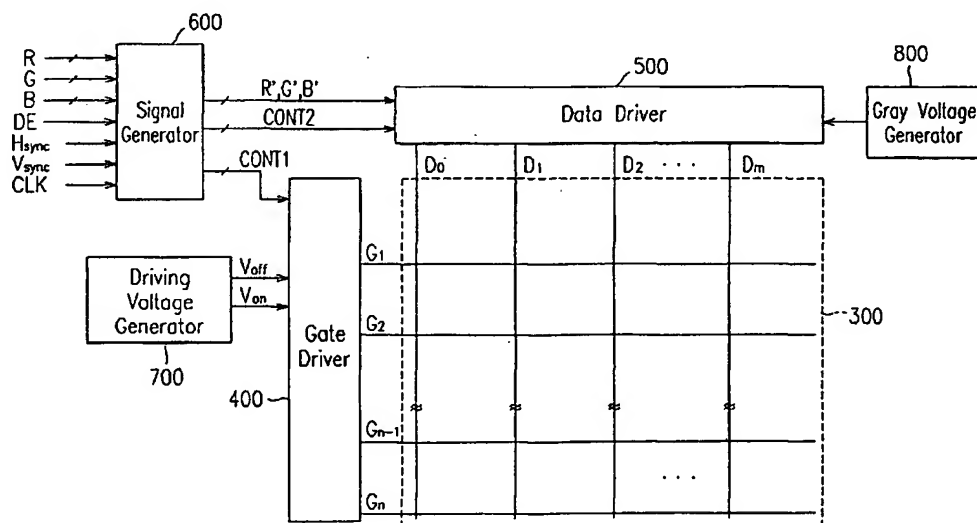 600
R
G
B
DE
Hsync
Vsync
CLK
Signal
Generator
R',G',B'
CONT2
CONT1
500
Data Driver
800
Gray Voltage
Generator
D0 D1 D2 ··· Dm
Driving
Voltage
Generator
700
Voff
Von
Gate
Driver
400
G1
G2
Gn-1
Gn
···
300